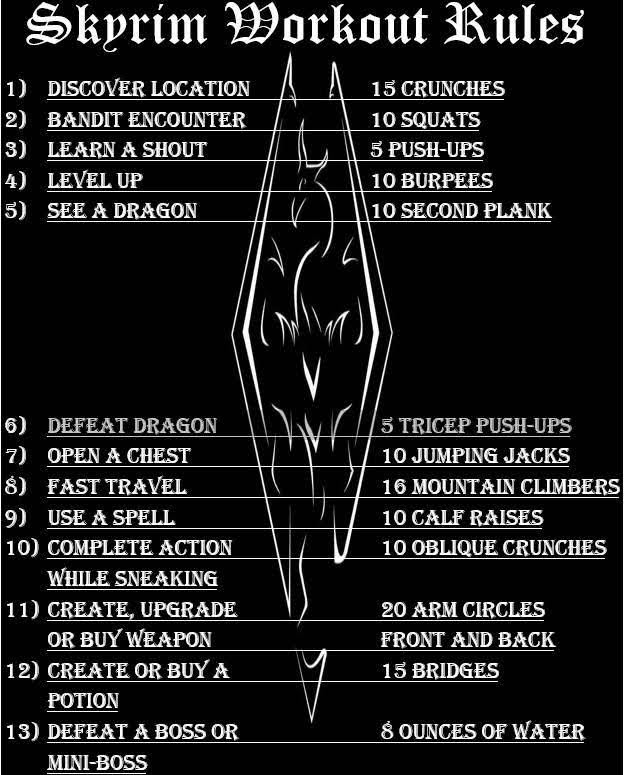 Skyrim Workout Rules
1) DISCOVER LOCATION 15 CRUNCHES
2) BANDIT ENCOUNTER 10 SQUATS
3) LEARN A SHOUT 5 PUSH-UPS
4) LEVEL UP 10 BURPEES
5) SEE A DRAGON 10 SECOND PLANK
6) DEFEAT DRAGON 5 TRICEP PUSH-UPS
7) OPEN A CHEST 10 JUMPING JACKS
8) FAST TRAVEL 16 MOUNTAIN CLIMBERS
9) USE A SPELL 10 CALF RAISES
10) COMPLETE ACTION 10 OBLIQUE CRUNCHES
WHILE SNEAKING
11) CREATE, UPGRADE 20 ARM CIRCLES
OR BUY WEAPON FRONT AND BACK
12) CREATE OR BUY A 15 BRIDGES
POTION
13) DEFEAT A BOSS OR 8 OUNCES OF WATER
MINI-BOSS